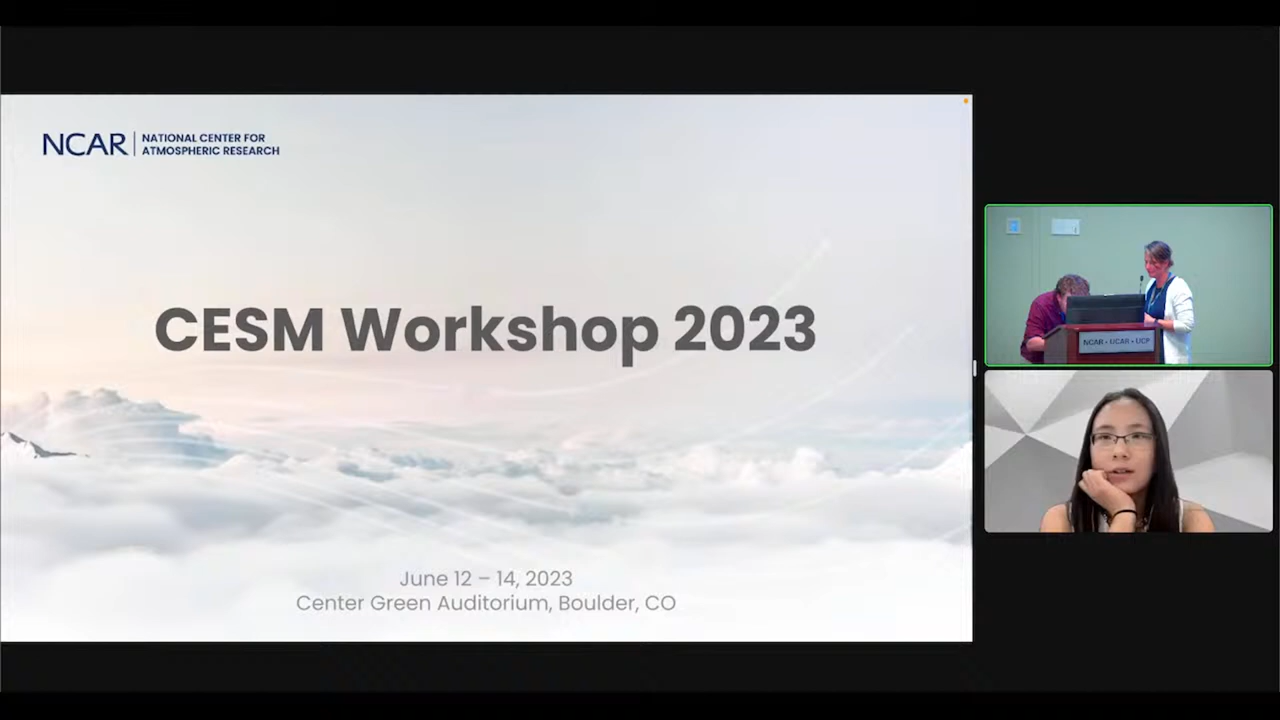 NCAR
NATIONAL CENTER FOR
ATMOSPHERIC RESEARCH
CESM Workshop 2023
June 12 – 14, 2023
Center Green Auditorium, Boulder, CO
NCAR • UCAR • UCP